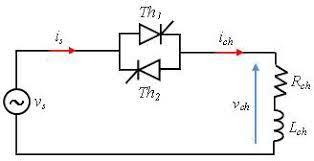 Th1
is
ich
Th2
vs
vch
Rch
Lch